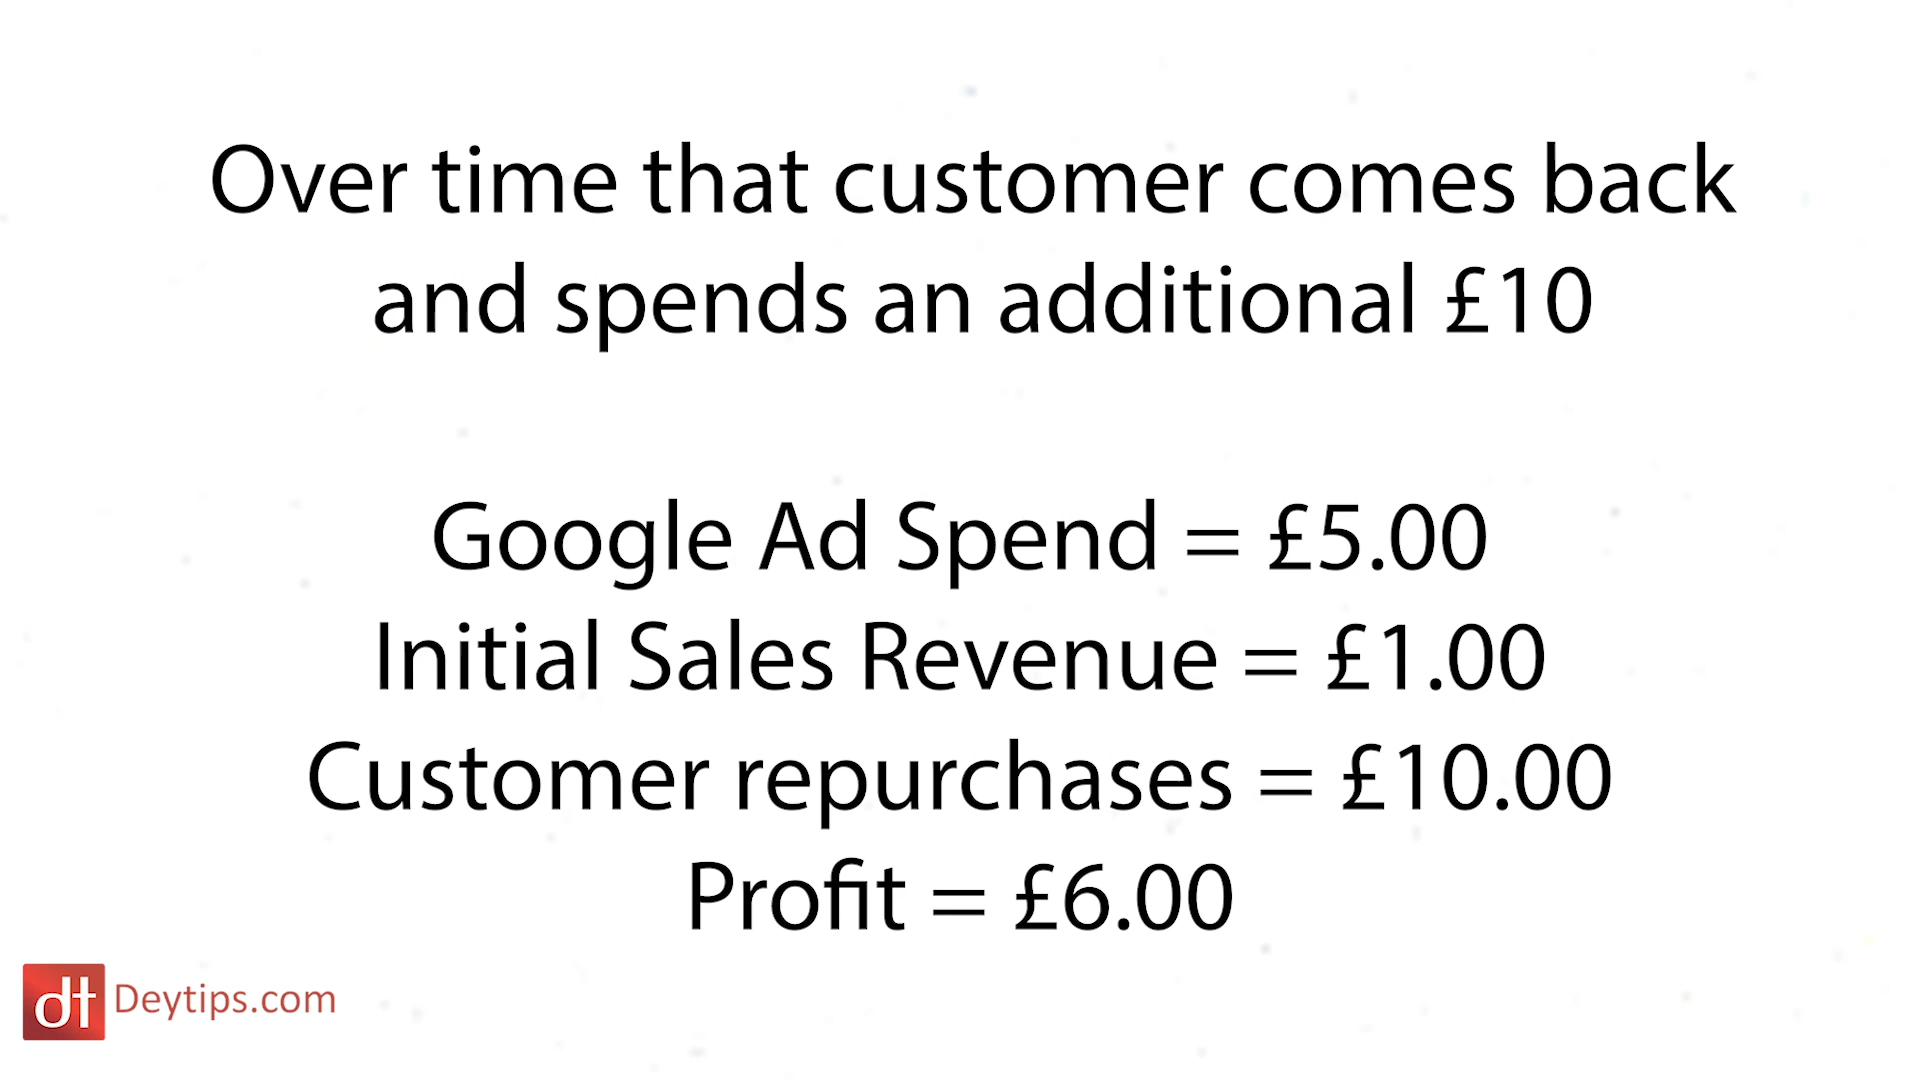 Over time that customer comes back
and spends an additional £10
Google Ad Spend = £5.00
Initial Sales Revenue = £1.00
Customer repurchases = £10.00
Profit = £6.00
dt Deytips.com